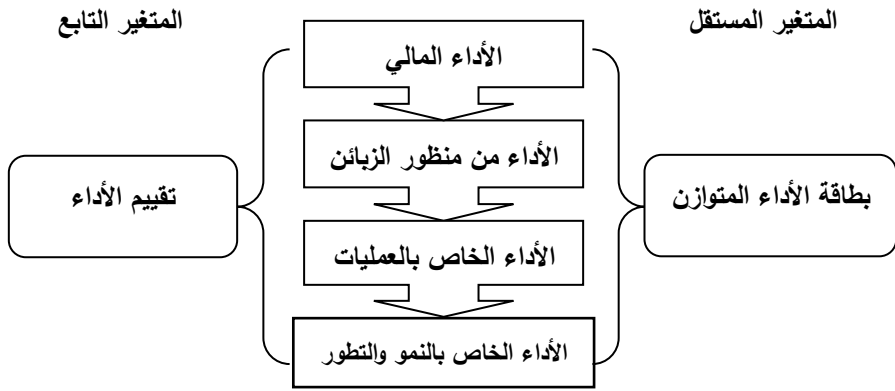 المتغير المستقل
المتغير التابع
الأداء المالي
الأداء من منظور الزبائن
بطاقة الأداء المتوازن
تقييم الأداء
الأداء الخاص بالعمليات
الأداء الخاص بالنمو والتطور